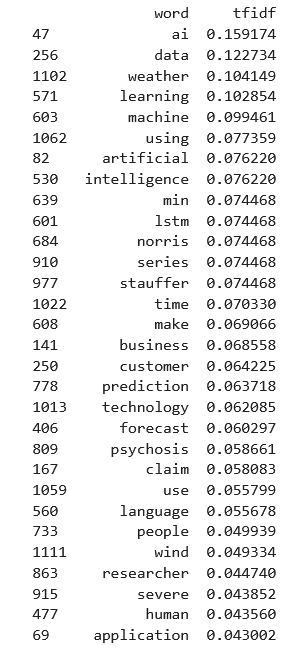 word tfidf
47 ai 0.159174
256 data 0.122734
1102 weather 0.104149
571 learning 0.102854
603 machine 0.099461
1062 using 0.077359
82 artificial 0.076220
530 intelligence 0.076220
639 min 0.074468
601 lstm 0.074468
684 norris 0.074468
910 series 0.074468
977 stauffer 0.074468
1022 time 0.070330
608 make 0.069066
141 business 0.068558
250 customer 0.064225
778 prediction 0.063718
1013 technology 0.062085
406 forecast 0.060297
809 psychosis 0.058661
167 claim 0.058083
1059 use 0.055799
560 language 0.055678
733 people 0.049939
1111 wind 0.049334
863 researcher 0.044740
915 severe 0.043852
477 human 0.043560
69 application 0.043002